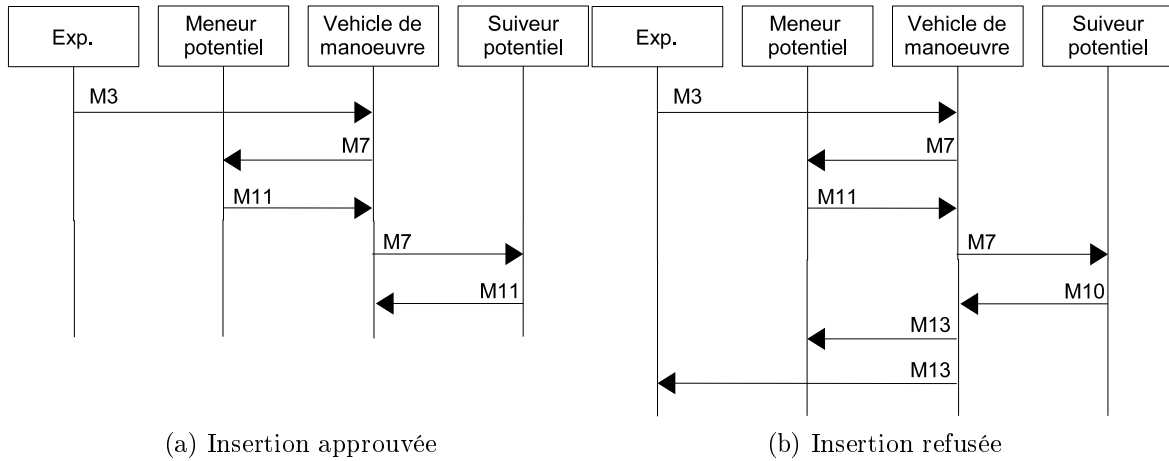 Exp.
Meneur
potentiel
Vehicle de
manoeuvre
Suiveur
potentiel
M3
M7
M11
M7
M11
(a) Insertion approuvée
Exp.
Meneur
potentiel
Vehicle de
manoeuvre
Suiveur
potentiel
M3
M7
M11
M7
M10
M13
M13
(b) Insertion refusée